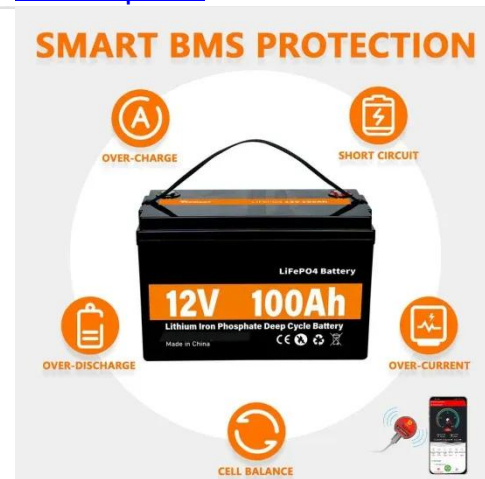 SMART BMS PROTECTION
OVER-CHARGE
SHORT CIRCUIT
LiFePO4 Battery
12V 100Ah
Lithium Iron Phosphate Deep Cycle Battery
Made in China
CE
OVER-DISCHARGE
OVER-CURRENT
CELL BALANCE